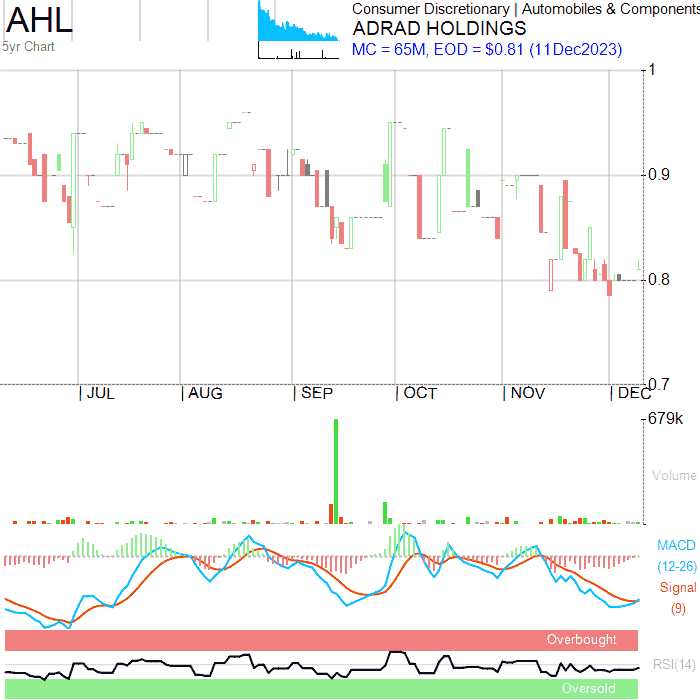 AHL
5yr Chart
Consumer Discretionary | Automobiles & Components
ADRAD HOLDINGS
MC = 65M, EOD = $0.81 (11Dec2023)
1
0.9
0.8
0.7
| JUL | AUG | SEP | OCT | NOV | DEC
679k
Volume
MACD
(12-26)
Signal
(9)
Overbought
RSI(14)
Oversold